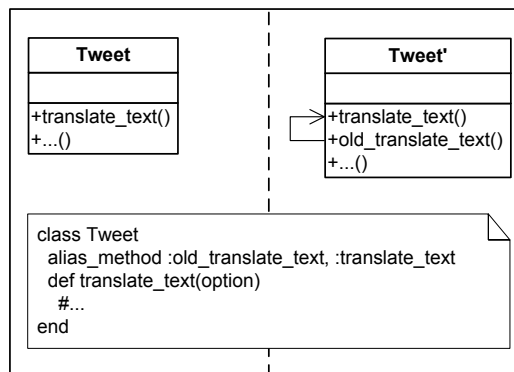 Tweet
+translate_text()
+...()
Tweet'
+translate_text()
+old_translate_text()
+...()
class Tweet
alias_method :old_translate_text, :translate_text
def translate_text(option)
#...
end